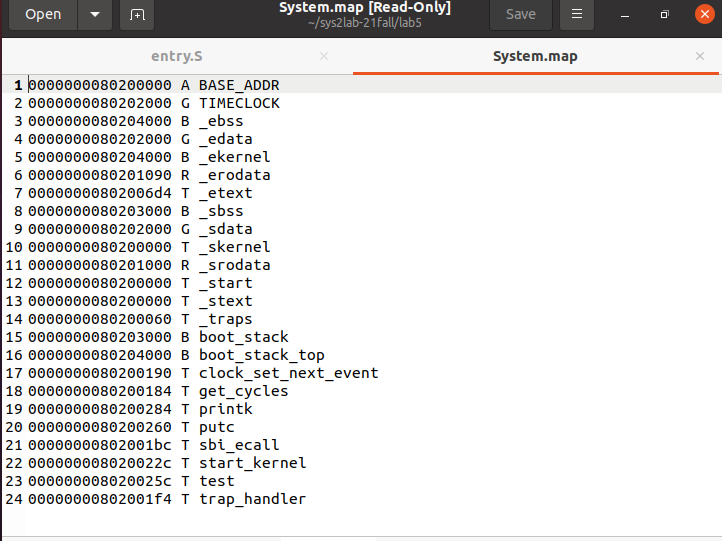 Open
System.map [Read-Only]
~/sys2lab-21fall/lab5
Save
entry.S
System.map
1 0000000080200000 A BASE_ADDR
2 0000000080202000 G TIMECLOCK
3 0000000080204000 B _ebss
4 0000000080202000 G _edata
5 0000000080204000 B _ekernel
6 0000000080201090 R _erodata
7 00000000802006d4 T _etext
8 0000000080203000 B _sbss
9 0000000080202000 G _sdata
10 0000000080200000 T _skernel
11 0000000080201000 R _srodata
12 0000000080200000 T _start
13 0000000080200000 T _stext
14 0000000080200060 T _traps
15 0000000080203000 B boot_stack
16 0000000080204000 B boot_stack_top
17 0000000080200190 T clock_set_next_event
18 0000000080200184 T get_cycles
19 0000000080200284 T printk
20 0000000080200260 T putc
21 00000000802001bc T sbi_ecall
22 000000008020022c T start_kernel
23 000000008020025c T test
24 00000000802001f4 T trap_handler